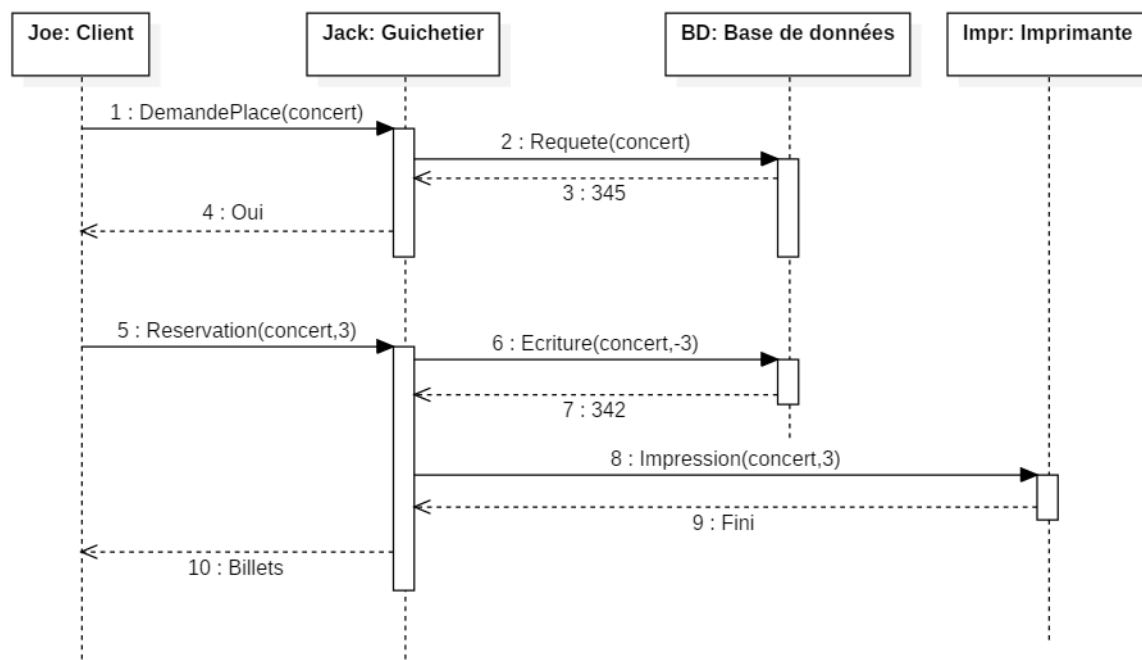 Joe: Client
Jack: Guichetier
BD: Base de données
Impr: Imprimante
1 : DemandePlace(concert)
2 : Requete(concert)
3 : 345
4 : Oui
5 : Reservation(concert,3)
6 : Ecriture(concert,-3)
7 : 342
8 : Impression(concert,3)
9 : Fini
10 : Billets